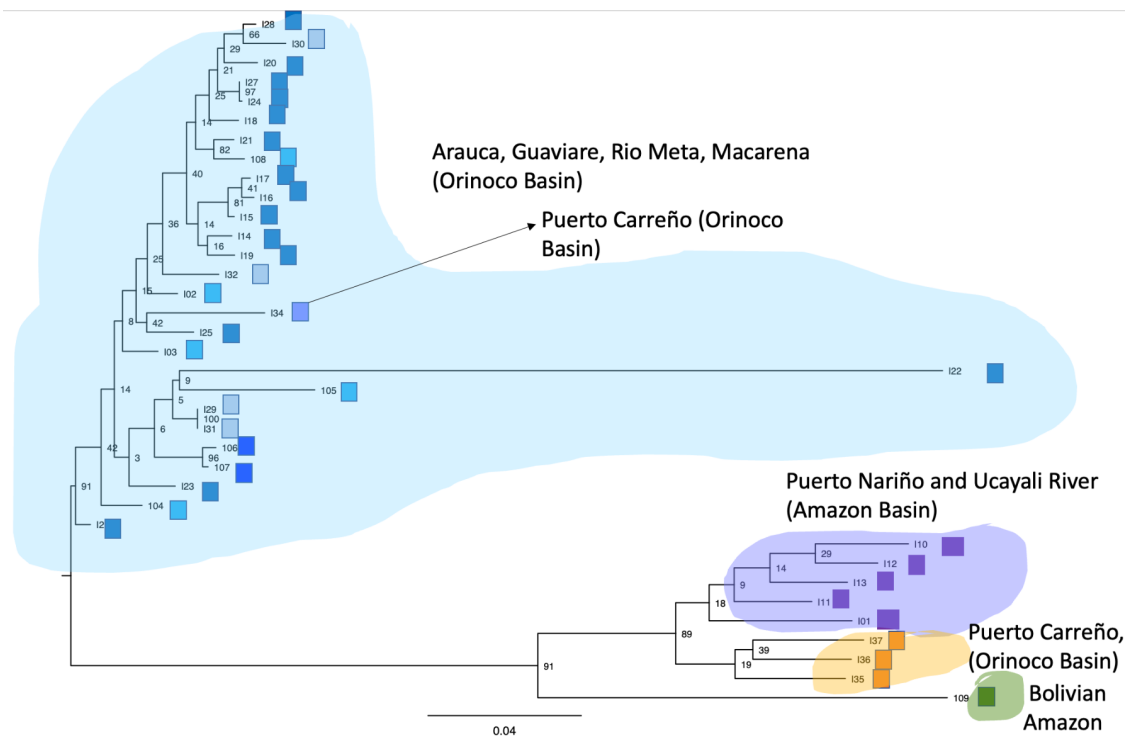 I28
66
I30
29
I20
21
I27
97
25
I24
I18
14
I21
82
108
40
I17
41
I16
81
I15
36
14
I14
16
I19
25
I32
15
I02
I34
8
42
I25
I03
9
I22
14
105
5
I29
100
I31
6
106
42
96
3
107
91
I23
104
I2
Arauca, Guaviare, Rio Meta, Macarena
(Orinoco Basin)
Puerto Carreño (Orinoco
Basin)
Puerto Nariño and Ucayali River
(Amazon Basin)
I10
29
I12
14
I13
9
I11
18
I01
89
I37
39
I36
19
I35
91
109
Puerto Carreño,
(Orinoco Basin)
Bolivian
Amazon
0.04